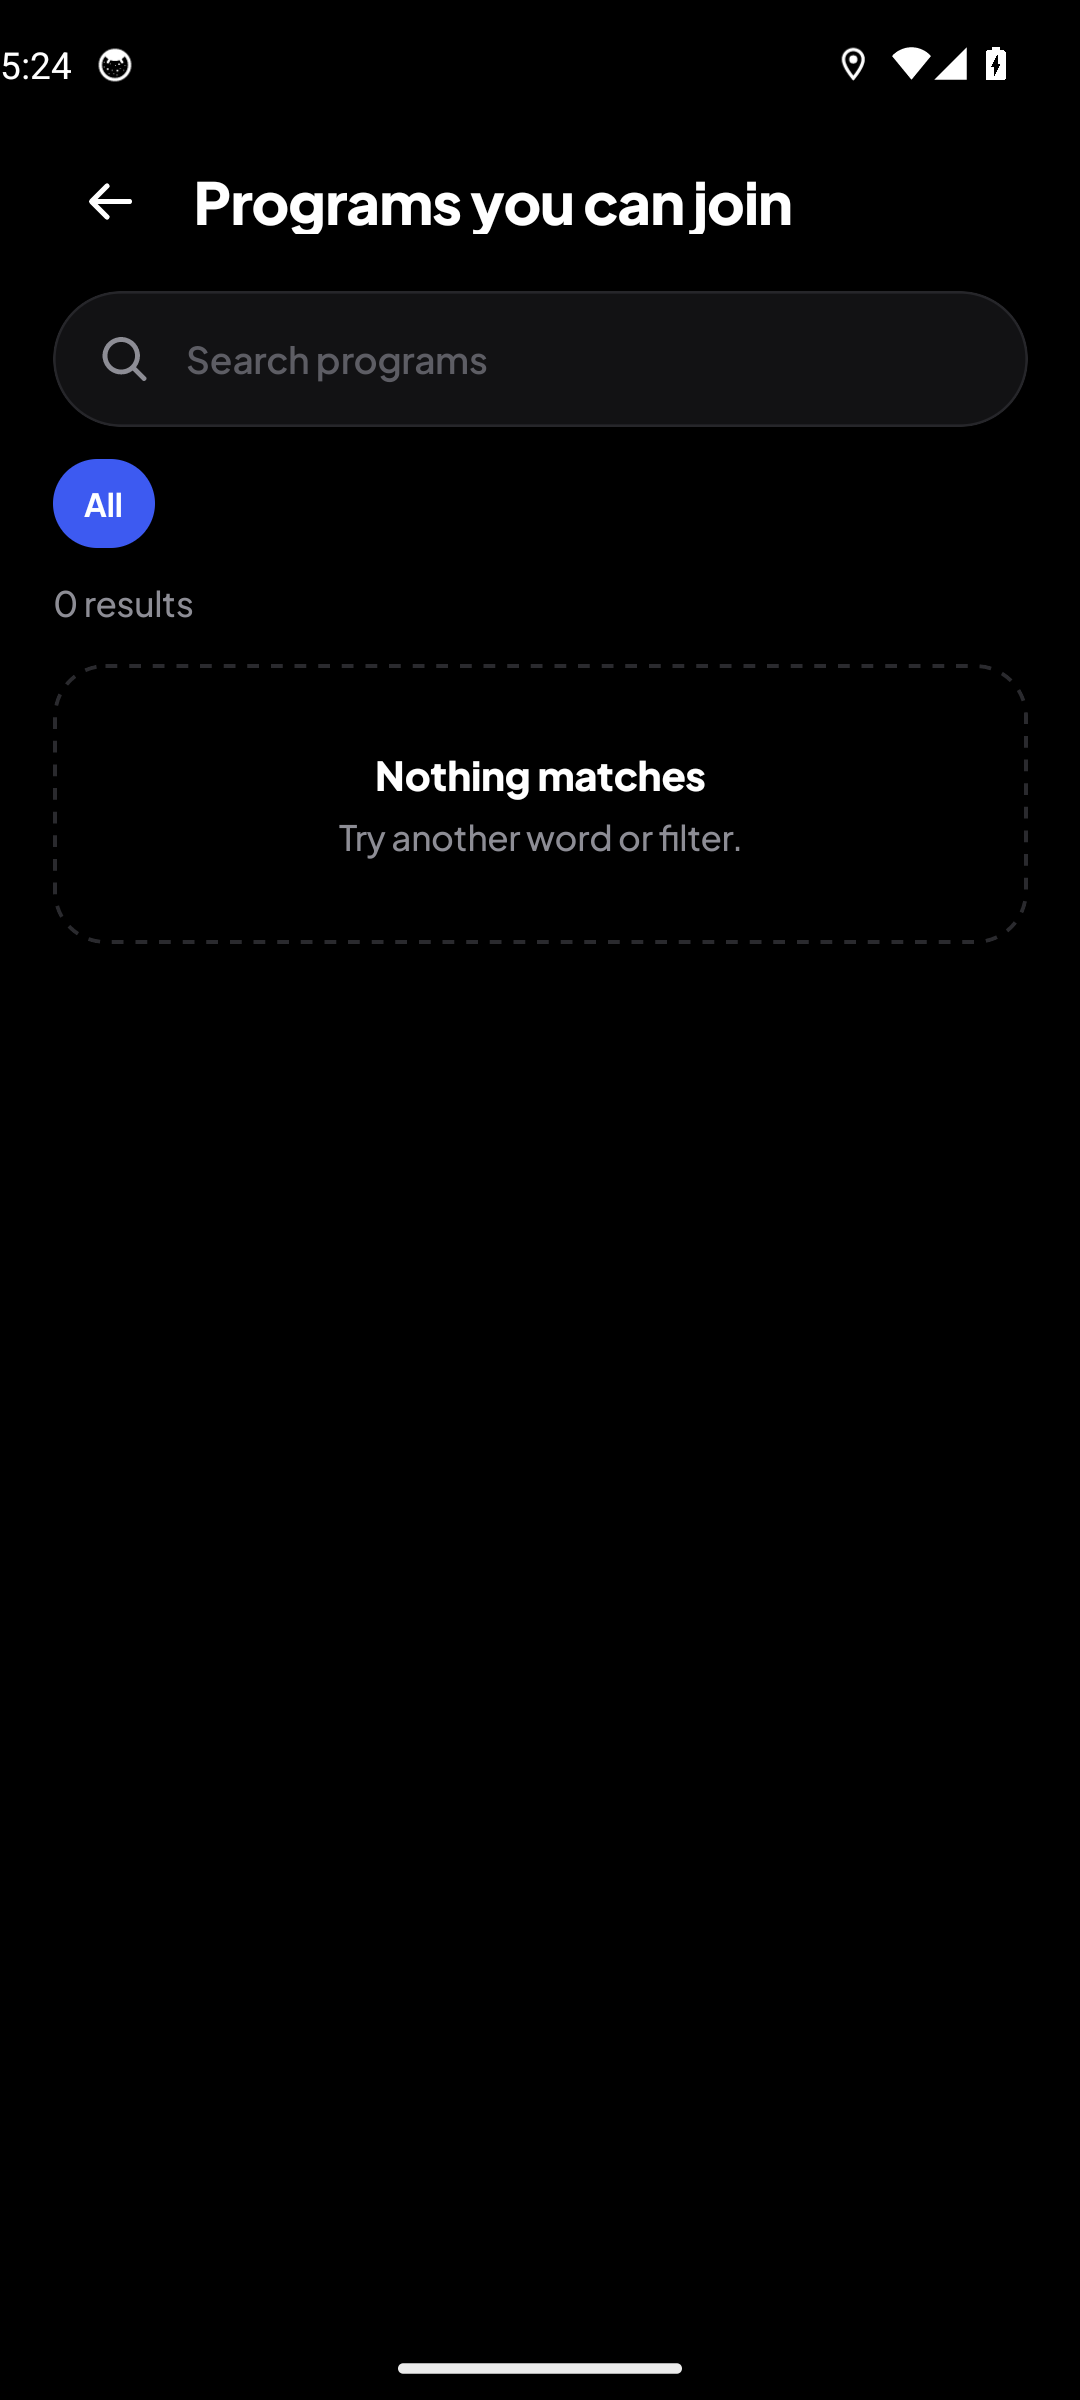 5:24
Programs you can join
Search programs
All
0 results
Nothing matches
Try another word or filter.